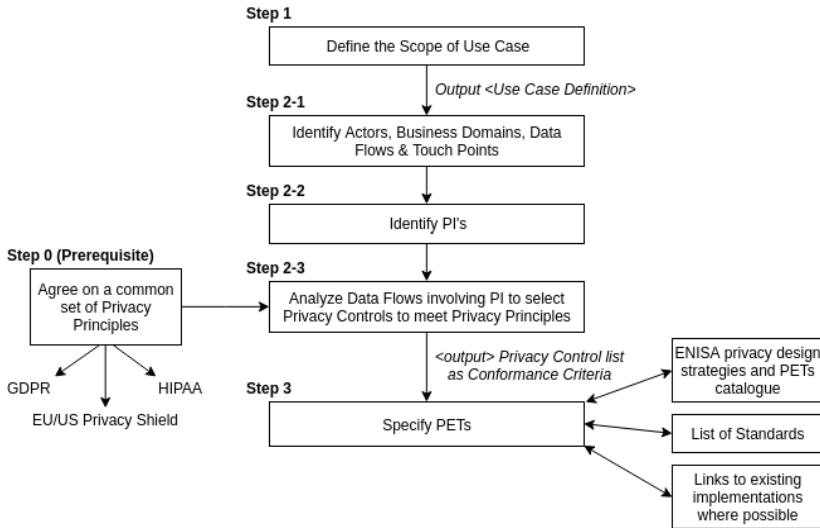 Step 1
Define the Scope of Use Case
Output <Use Case Definition>
Step 2-1
Identify Actors, Business Domains, Data
Flows & Touch Points
Step 2-2
Identify PI's
Step 0 (Prerequisite)
Agree on a common
set of Privacy
Principles
GDPR
HIPAA
EU/US Privacy Shield
Step 2-3
Analyze Data Flows involving PI to select
Privacy Controls to meet Privacy Principles
<output> Privacy Control list
as Conformance Criteria
Step 3
Specify PETs
ENISA privacy design
strategies and PETs
catalogue
List of Standards
Links to existing
implementations
where possible